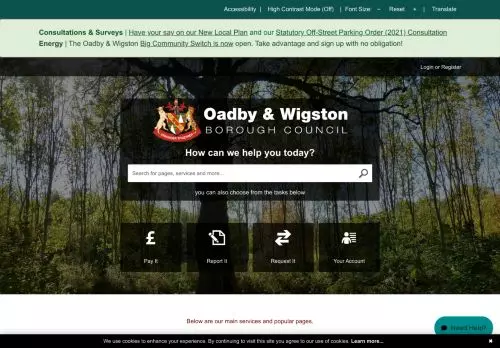 Accessibility | High Contrast Mode (Off) | Font Size − Reset + | Translate
Consultations & Surveys | Have your say on our New Local Plan and our Statutory Off-Street Parking Order (2021) Consultation
Energy | The Oadby & Wigston Big Community Switch is now open. Take advantage and sign up with no obligation!
Login or Register
Oadby & Wigston
BOROUGH COUNCIL
How can we help you today?
Search for pages, services and more...
you can also choose from the tasks below
Pay It
Report It
Request It
Your Account
Below are our main services and popular pages.
Need Help?
We use cookies to enhance your experience. By continuing to visit this site you agree to our use of cookies. Learn more... ✖